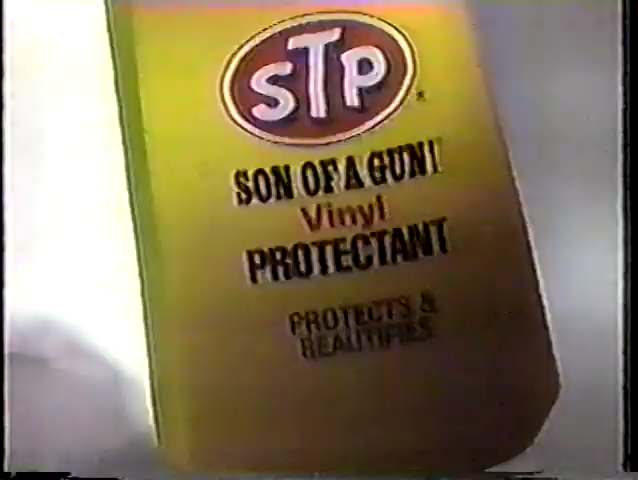 STP
SON OF A GUN!
Vinyl
PROTECTANT
PROTECTS &
BEAUTIFIES